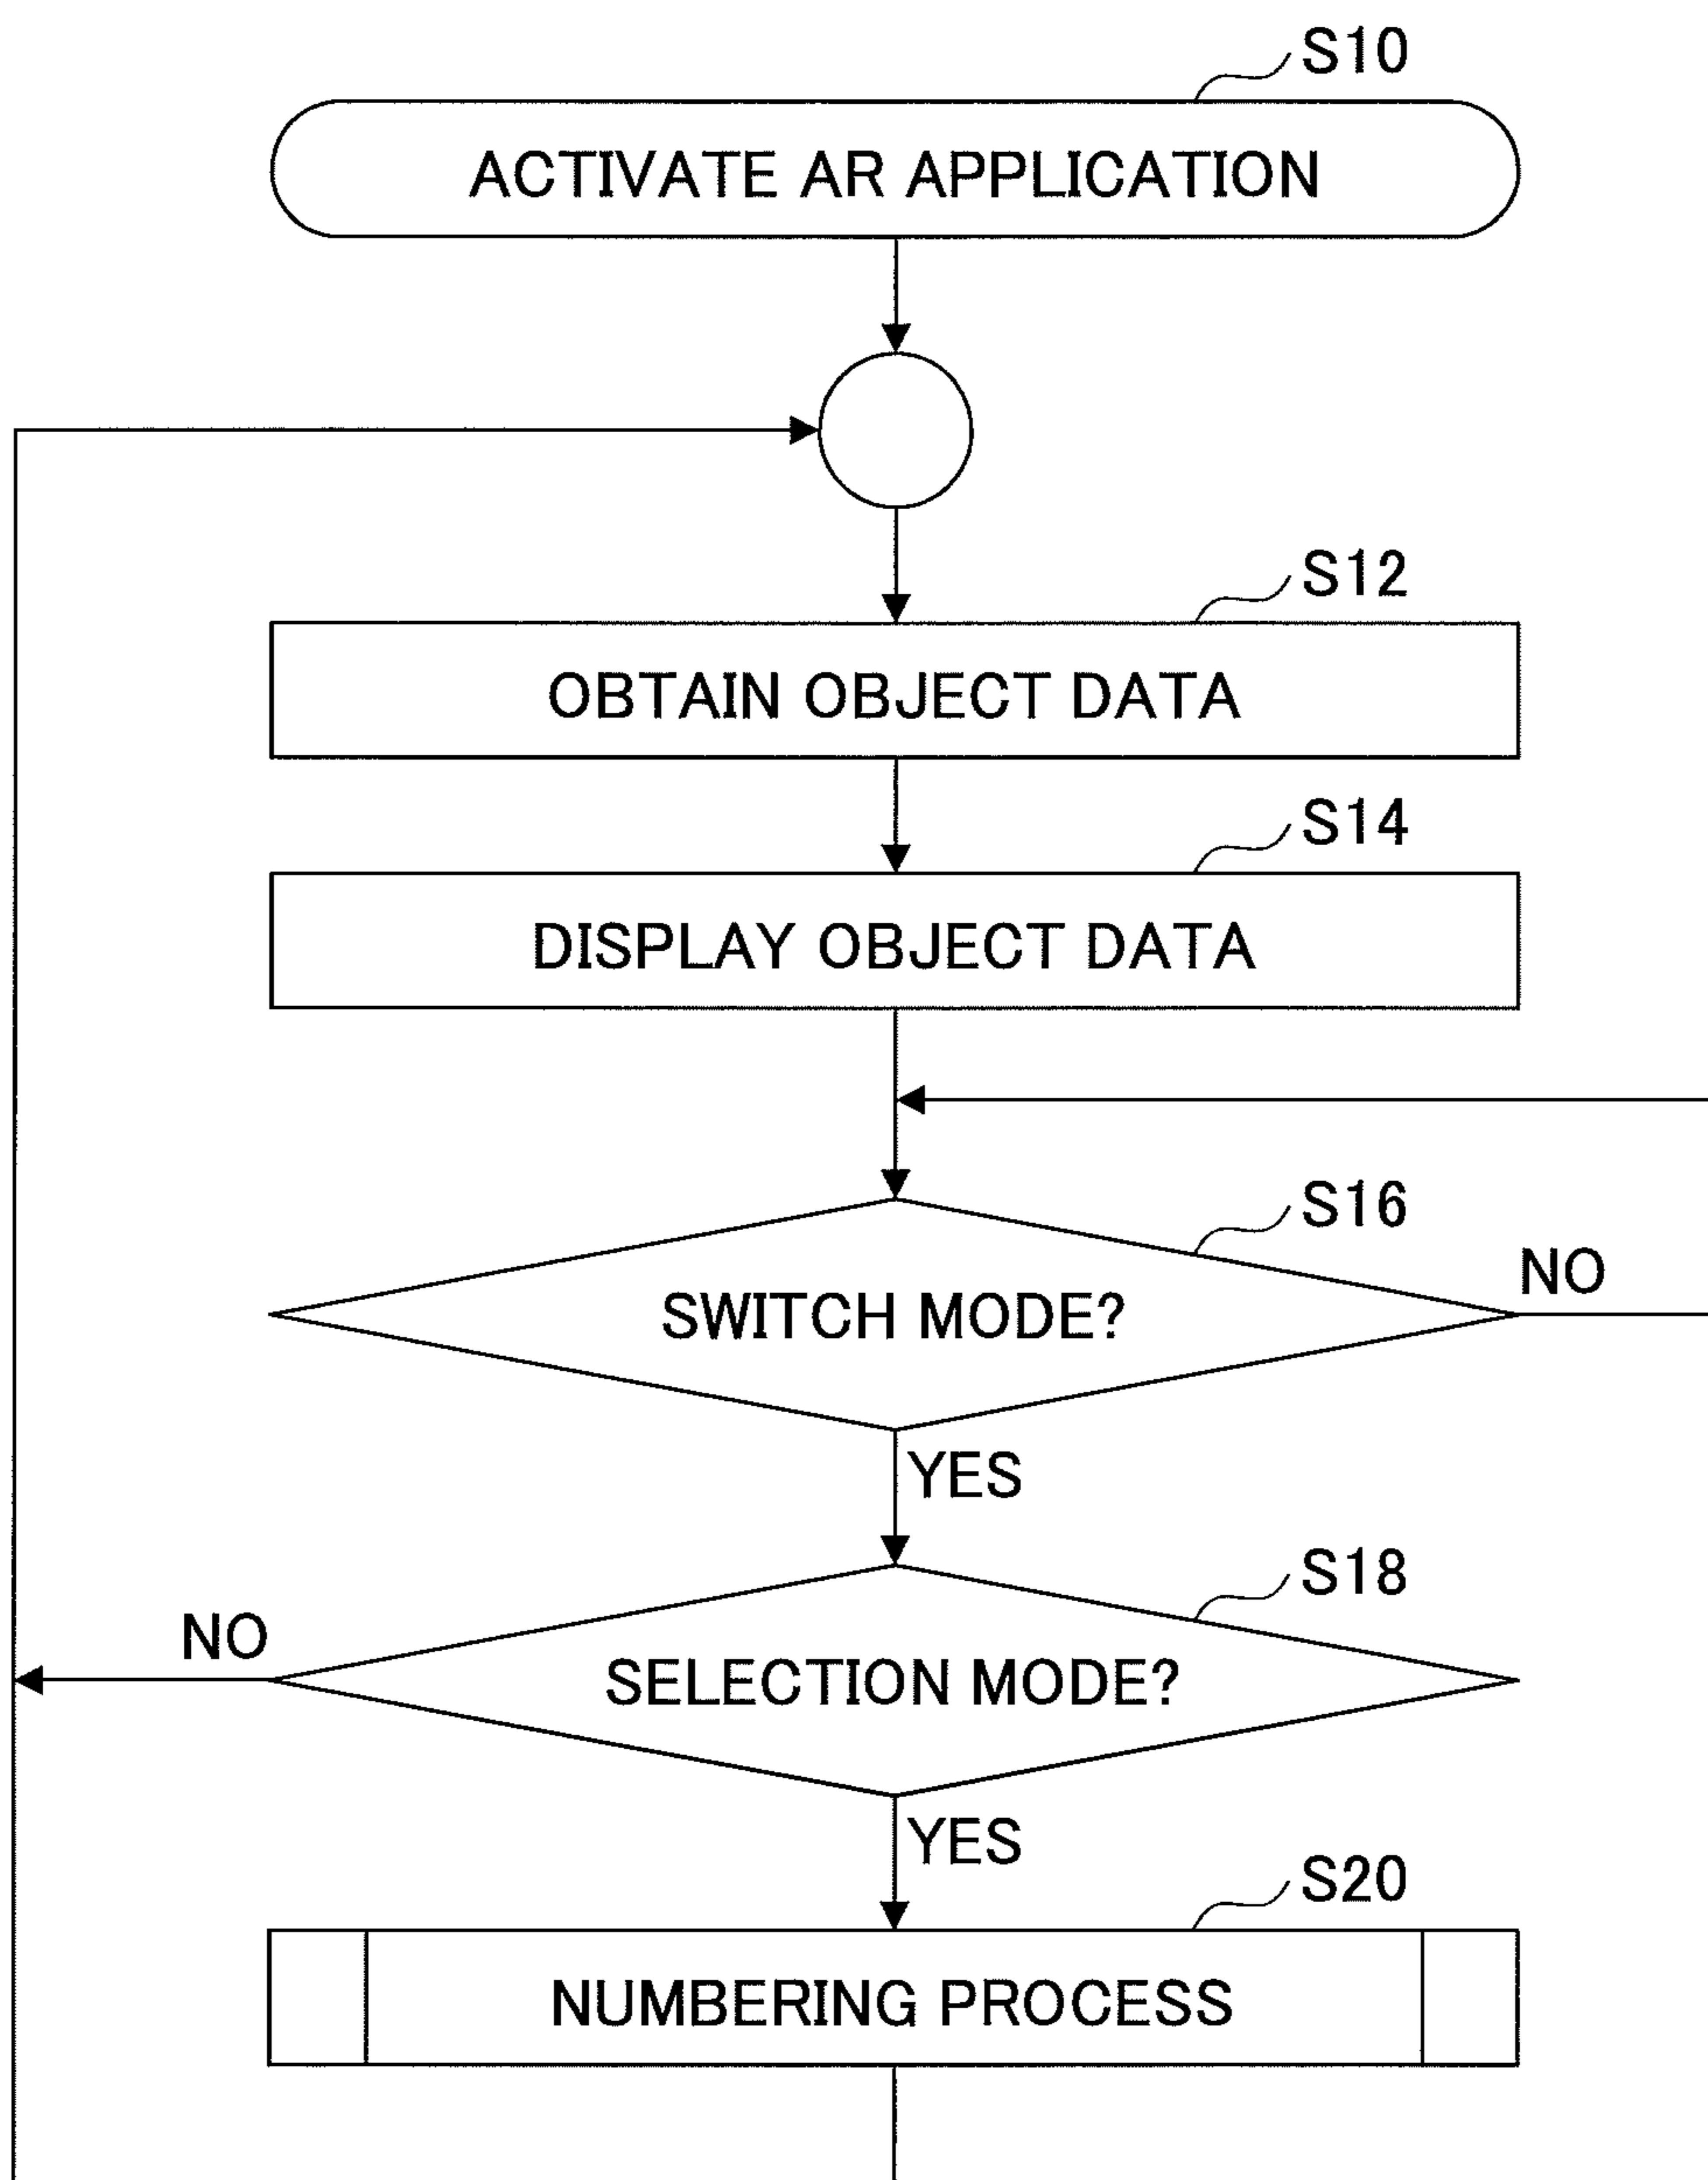 S10
ACTIVATE AR APPLICATION
S12
OBTAIN OBJECT DATA
S14
DISPLAY OBJECT DATA
S16
NO
SWITCH MODE?
YES
S18
NO
SELECTION MODE?
YES
S20
NUMBERING PROCESS